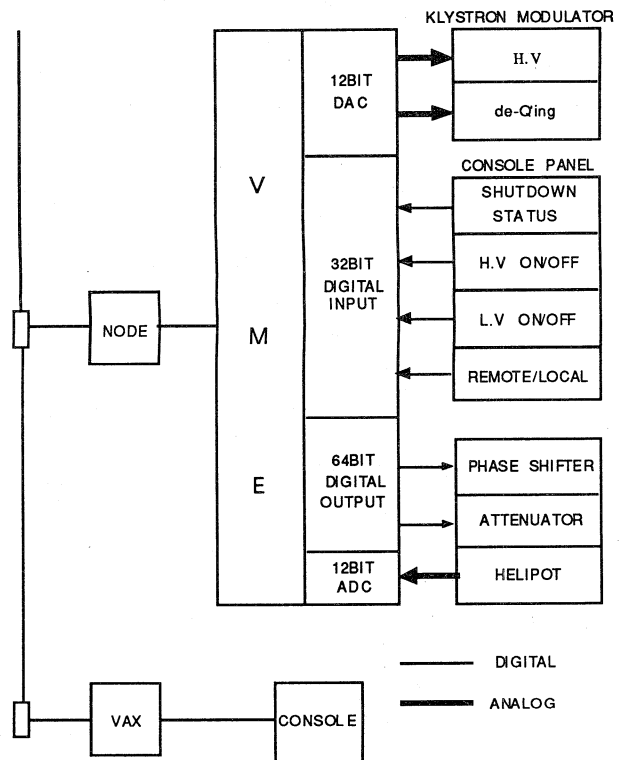 KLYSTRON MODULATOR
H.V
de-Q'ing
12BIT
DAC
CONSOLE PANEL
SHUTDOWN
STATUS
H.V ON/OFF
L.V ON/OFF
REMOTE/LOCAL
32BIT
DIGITAL
INPUT
V
M
E
NODE
64BIT
DIGITAL
OUTPUT
PHASE SHIFTER
ATTENUATOR
12BIT
ADC
HELIPOT
DIGITAL
ANALOG
VAX
CONSOLE